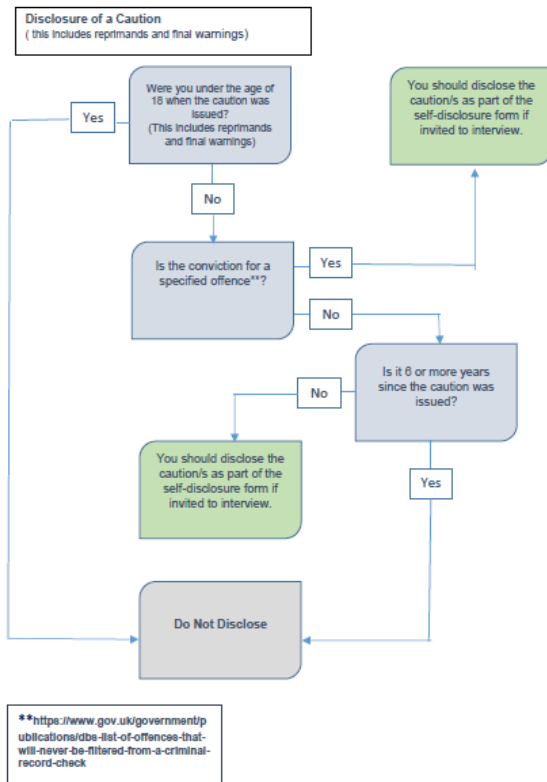 Disclosure of a Caution
( this includes reprimands and final warnings)
Were you under the age of
18 when the caution was
issued?
(This includes reprimands
and final warnings)
Yes
You should disclose the
caution/s as part of the
self-disclosure form if
invited to interview.
No
Is the conviction for a
specified offence**?
Yes
No
Is it 6 or more years
since the caution was
issued?
No
You should disclose the
caution/s as part of the
self-disclosure form if
invited to interview.
Yes
Do Not Disclose
**https://www.gov.uk/government/p
ublications/dbs-list-of-offences-that-
will-never-be-filtered-from-a-criminal-
record-check